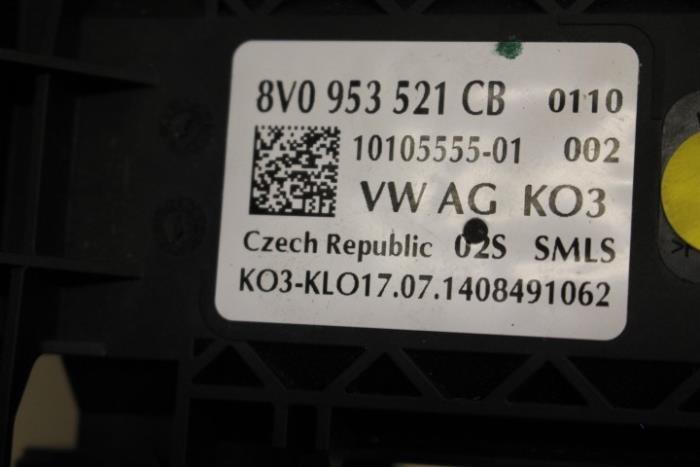 8V0 953 521 CB 0110
10105555-01 002
VW AG KO3
Czech Republic 02S SMLS
KO3-KLO17.07.1408491062